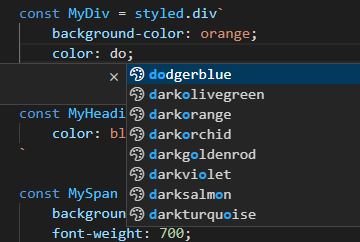 const MyDiv = styled.div`
background-color: orange;
color: do;
× dodgerblue
darkolivegreen
const MyHeadi darkorange
color: bl darkorchid
` darkgoldenrod
darkviolet
const MySpan darksalmon
backgroun darkturquoise
font-weight: 700;